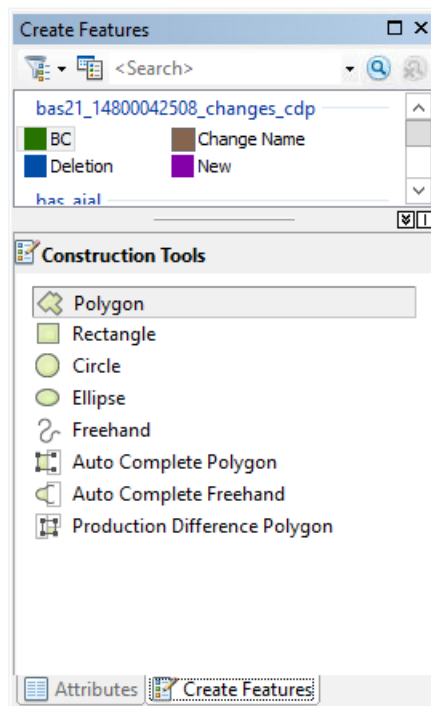 Create Features
<Search>
bas21_14800042508_changes_cdp
BC Change Name
Deletion New
bas_aial
Construction Tools
Polygon
Rectangle
Circle
Ellipse
Freehand
Auto Complete Polygon
Auto Complete Freehand
Production Difference Polygon
Attributes Create Features